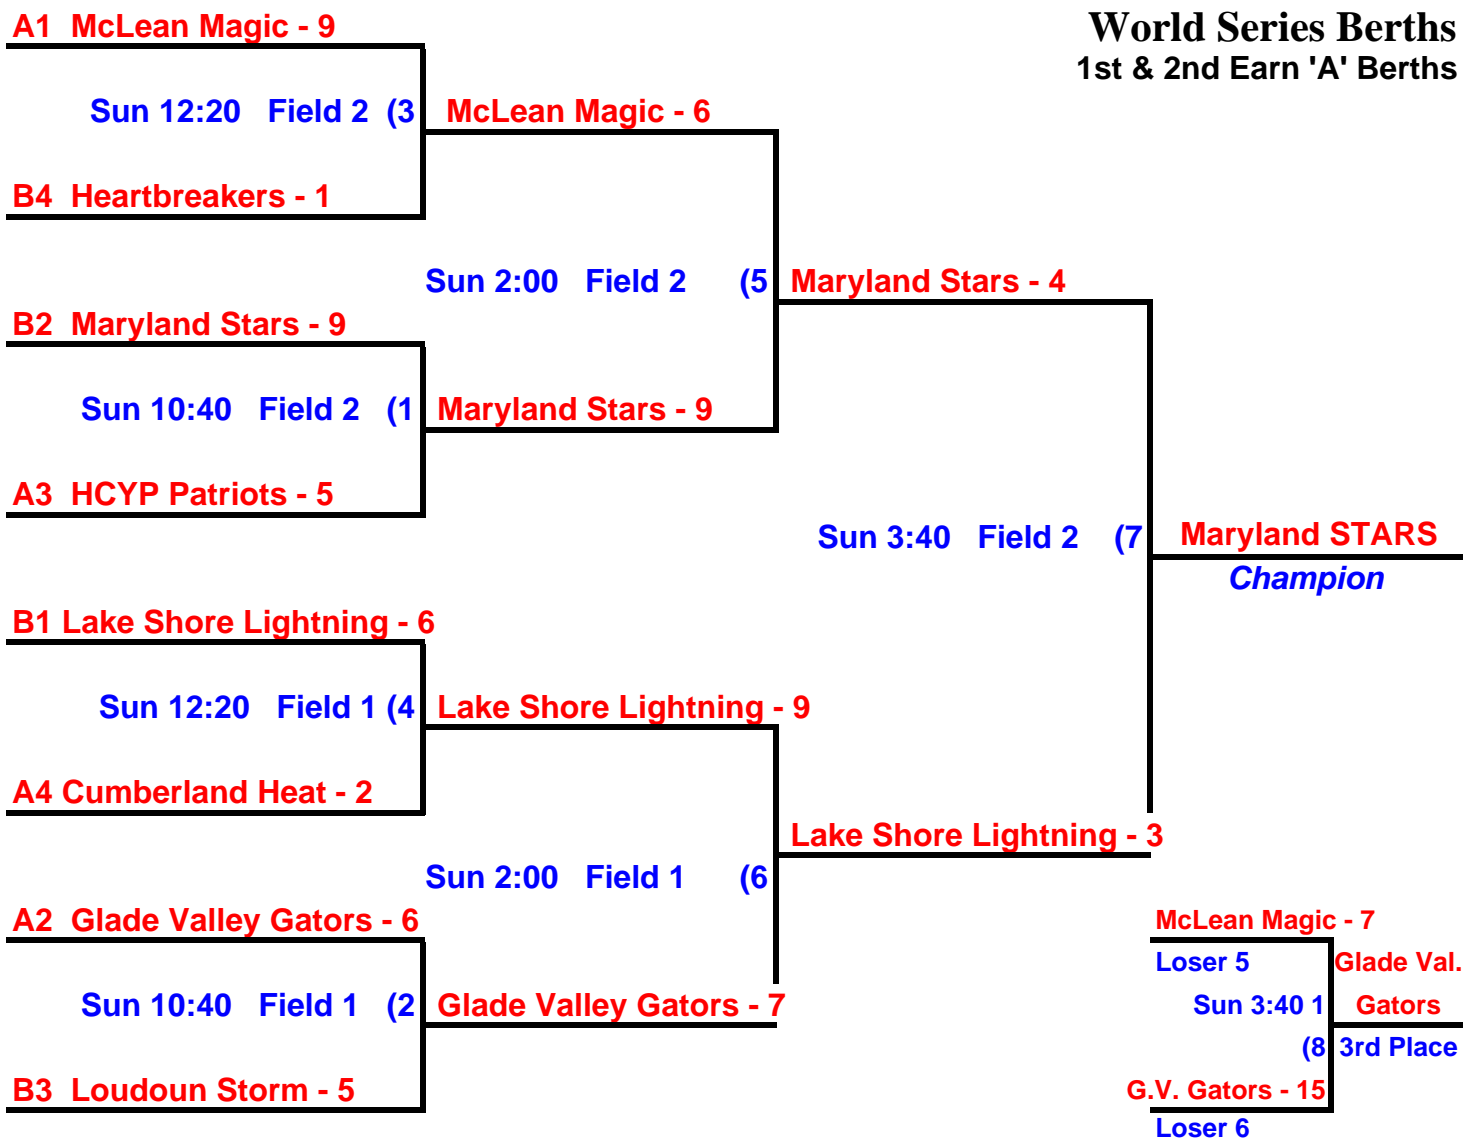 A1  McLean Magic - 9
World Series Berths
1st & 2nd Earn 'A' Berths
Sun 12:20   Field 2  (3
McLean Magic - 6
B4  Heartbreakers - 1
Sun 2:00   Field 2      (5
Maryland Stars - 4
B2  Maryland Stars - 9
Sun 10:40   Field 2   (1
Maryland Stars - 9
A3  HCYP Patriots - 5
Sun 3:40   Field 2    (7
Maryland STARS
Champion
B1 Lake Shore Lightning - 6
Sun 12:20   Field 1 (4
Lake Shore Lightning - 9
A4 Cumberland Heat - 2
Lake Shore Lightning - 3
Sun 2:00   Field 1      (6
A2  Glade Valley Gators - 6
Sun 10:40   Field 1   (2
Glade Valley Gators - 7
B3  Loudoun Storm - 5
McLean Magic - 7
Loser 5
Glade Val.
Sun 3:40 1
Gators
(8
3rd Place
G.V. Gators - 15
Loser 6